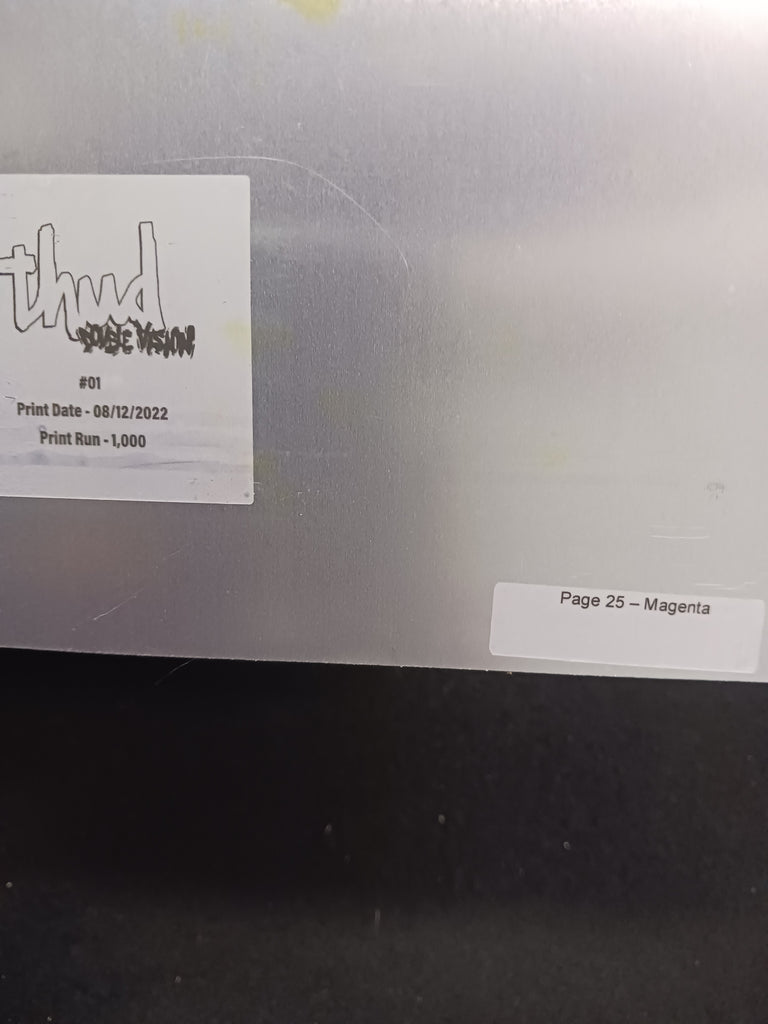 thud
DOUBLE VISION!
#01
Print Date - 08/12/2022
Print Run - 1,000
Page 25 – Magenta